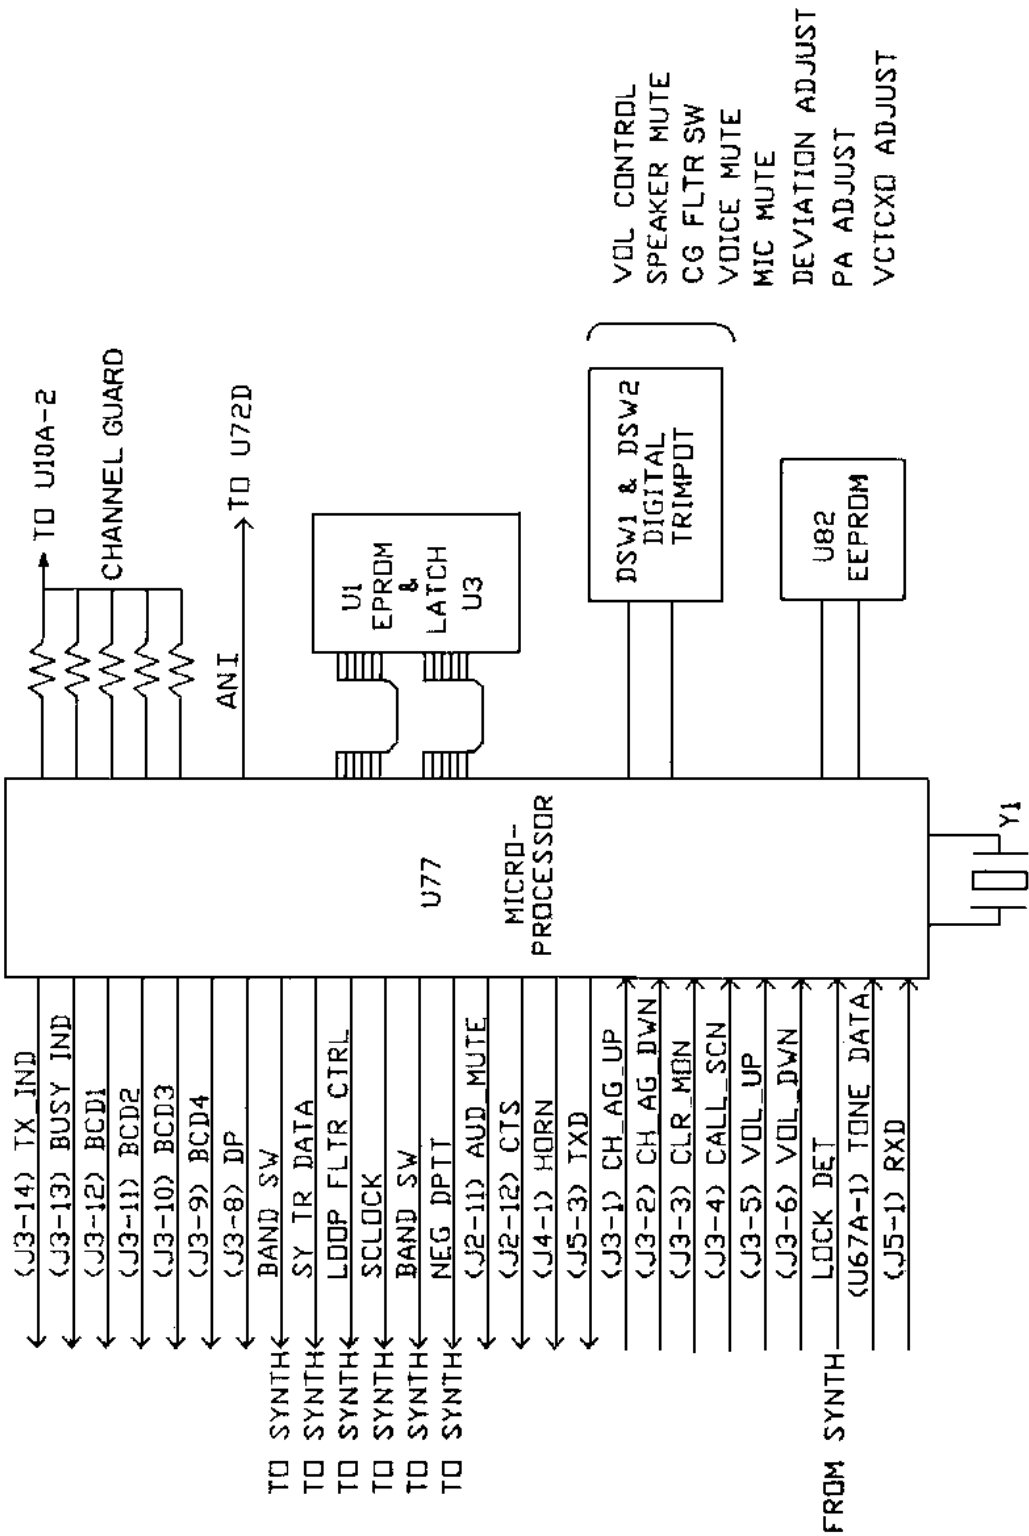 TO U10A-2
CHANNEL GUARD
ANI
TO U72D
U1
EPROM
&
LATCH
U3
DSW1 & DSW2
DIGITAL
TRIMPOT
VOL CONTROL
SPEAKER MUTE
CG FLTR SW
VOICE MUTE
MIC MUTE
DEVIATION ADJUST
PA ADJUST
VCTCXO ADJUST
U82
EEPROM
U77
MICRO-
PROCESSOR
Y1
(J3-14) TX_IND
(J3-13) BUSY IND
(J3-12) BCD1
(J3-11) BCD2
(J3-10) BCD3
(J3-9) BCD4
(J3-8) DP
TO SYNTH BAND SW
TO SYNTH SY TR DATA
TO SYNTH LOOP FLTR CTRL
TO SYNTH SCLOCK
TO SYNTH BAND SW
TO SYNTH NEG DPTT
(J2-11) AUD_MUTE
(J2-12) CTS
(J4-1) HORN
(J5-3) TXD
(J3-1) CH_AG_UP
(J3-2) CH_AG_DWN
(J3-3) CLR_MON
(J3-4) CALL_SCN
(J3-5) VOL_UP
(J3-6) VOL_DWN
FROM SYNTH LOCK DET
(U67A-1) TONE DATA
(J5-1) RXD